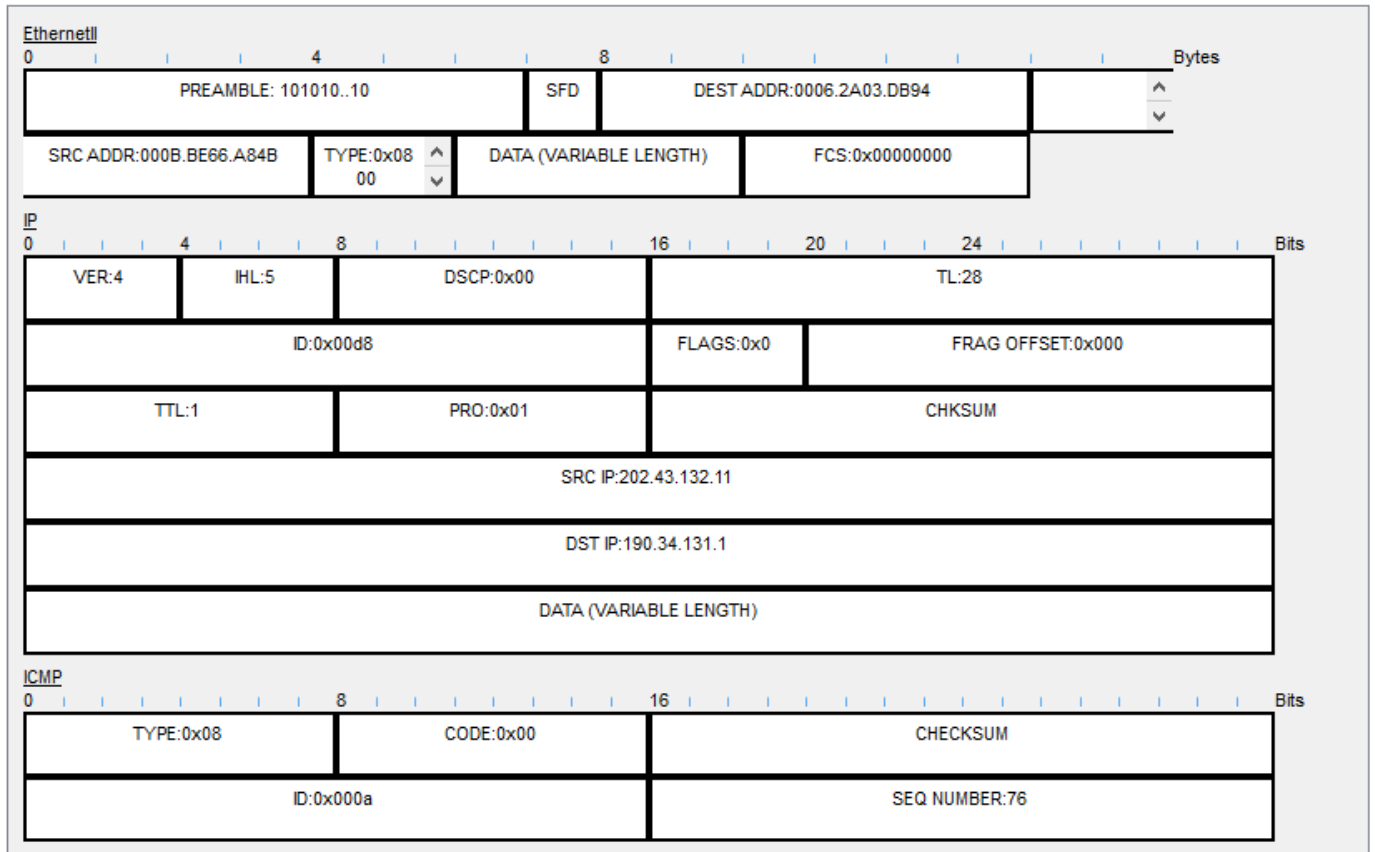 EthernetII
0 4 8 Bytes
PREAMBLE: 101010..10 SFD DEST ADDR:0006.2A03.DB94
SRC ADDR:000B.BE66.A84B TYPE:0x08 DATA (VARIABLE LENGTH) FCS:0x00000000
00
IP
0 4 8 16 20 24 Bits
VER:4 IHL:5 DSCP:0x00 TL:28
ID:0x00d8 FLAGS:0x0 FRAG OFFSET:0x000
TTL:1 PRO:0x01 CHKSUM
SRC IP:202.43.132.11
DST IP:190.34.131.1
DATA (VARIABLE LENGTH)
ICMP
0 8 16 Bits
TYPE:0x08 CODE:0x00 CHECKSUM
ID:0x000a SEQ NUMBER:76